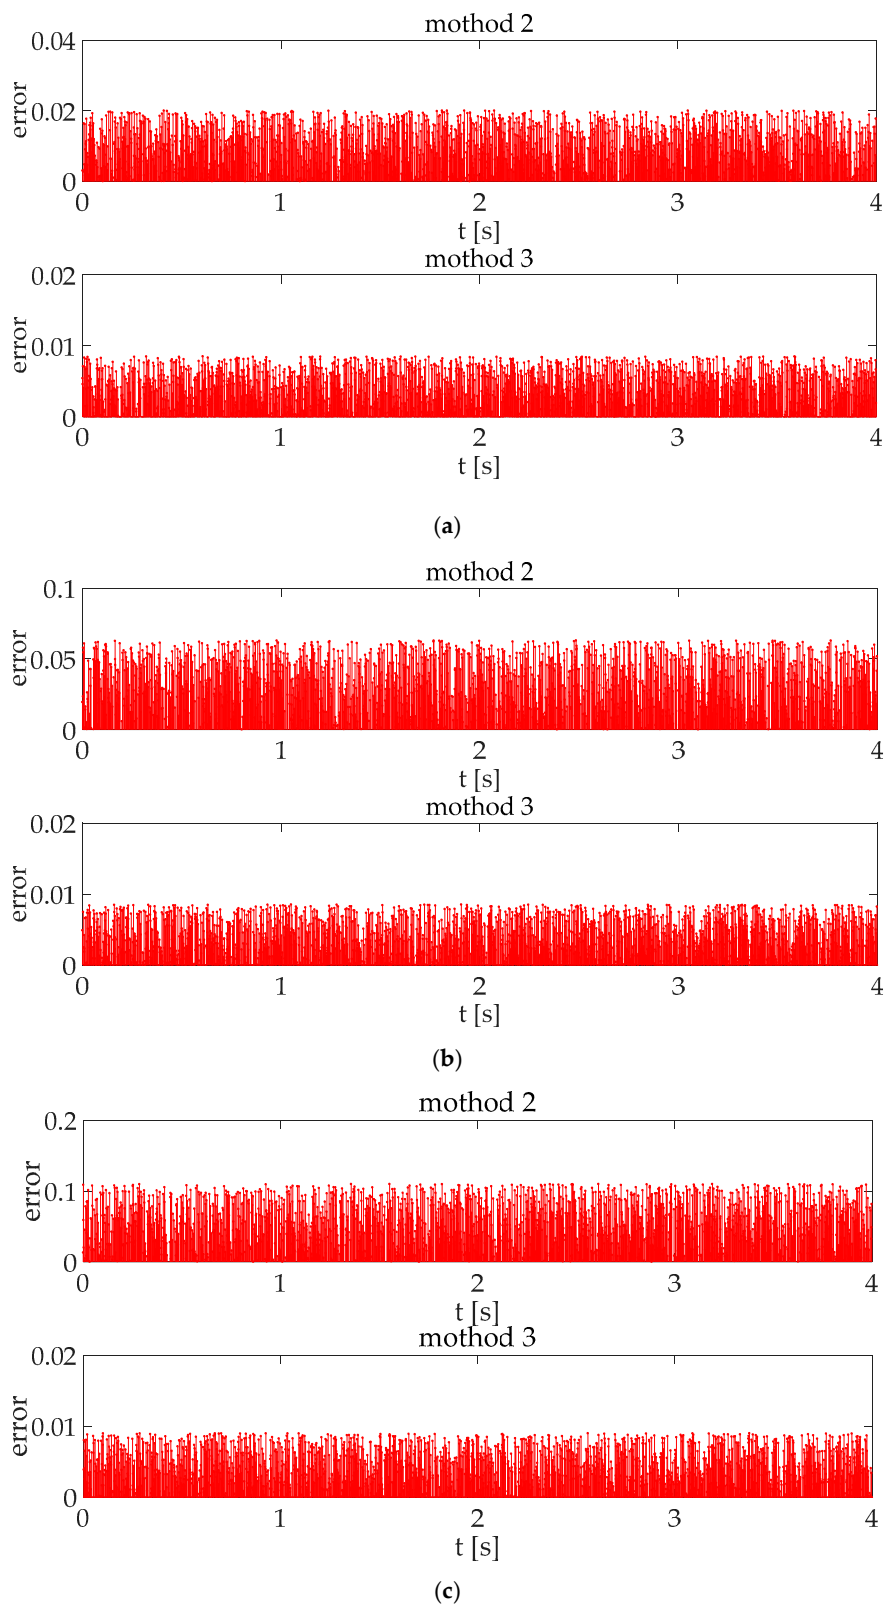 mothod 2
0.04
0.02
0
error
0 1 2 3 4
t [s]
mothod 3
0.02
0.01
0
error
0 1 2 3 4
t [s]
(a)
mothod 2
0.1
0.05
0
error
0 1 2 3 4
t [s]
mothod 3
0.02
0.01
0
error
0 1 2 3 4
t [s]
(b)
mothod 2
0.2
0.1
0
error
0 1 2 3 4
t [s]
mothod 3
0.02
0.01
0
error
0 1 2 3 4
t [s]
(c)